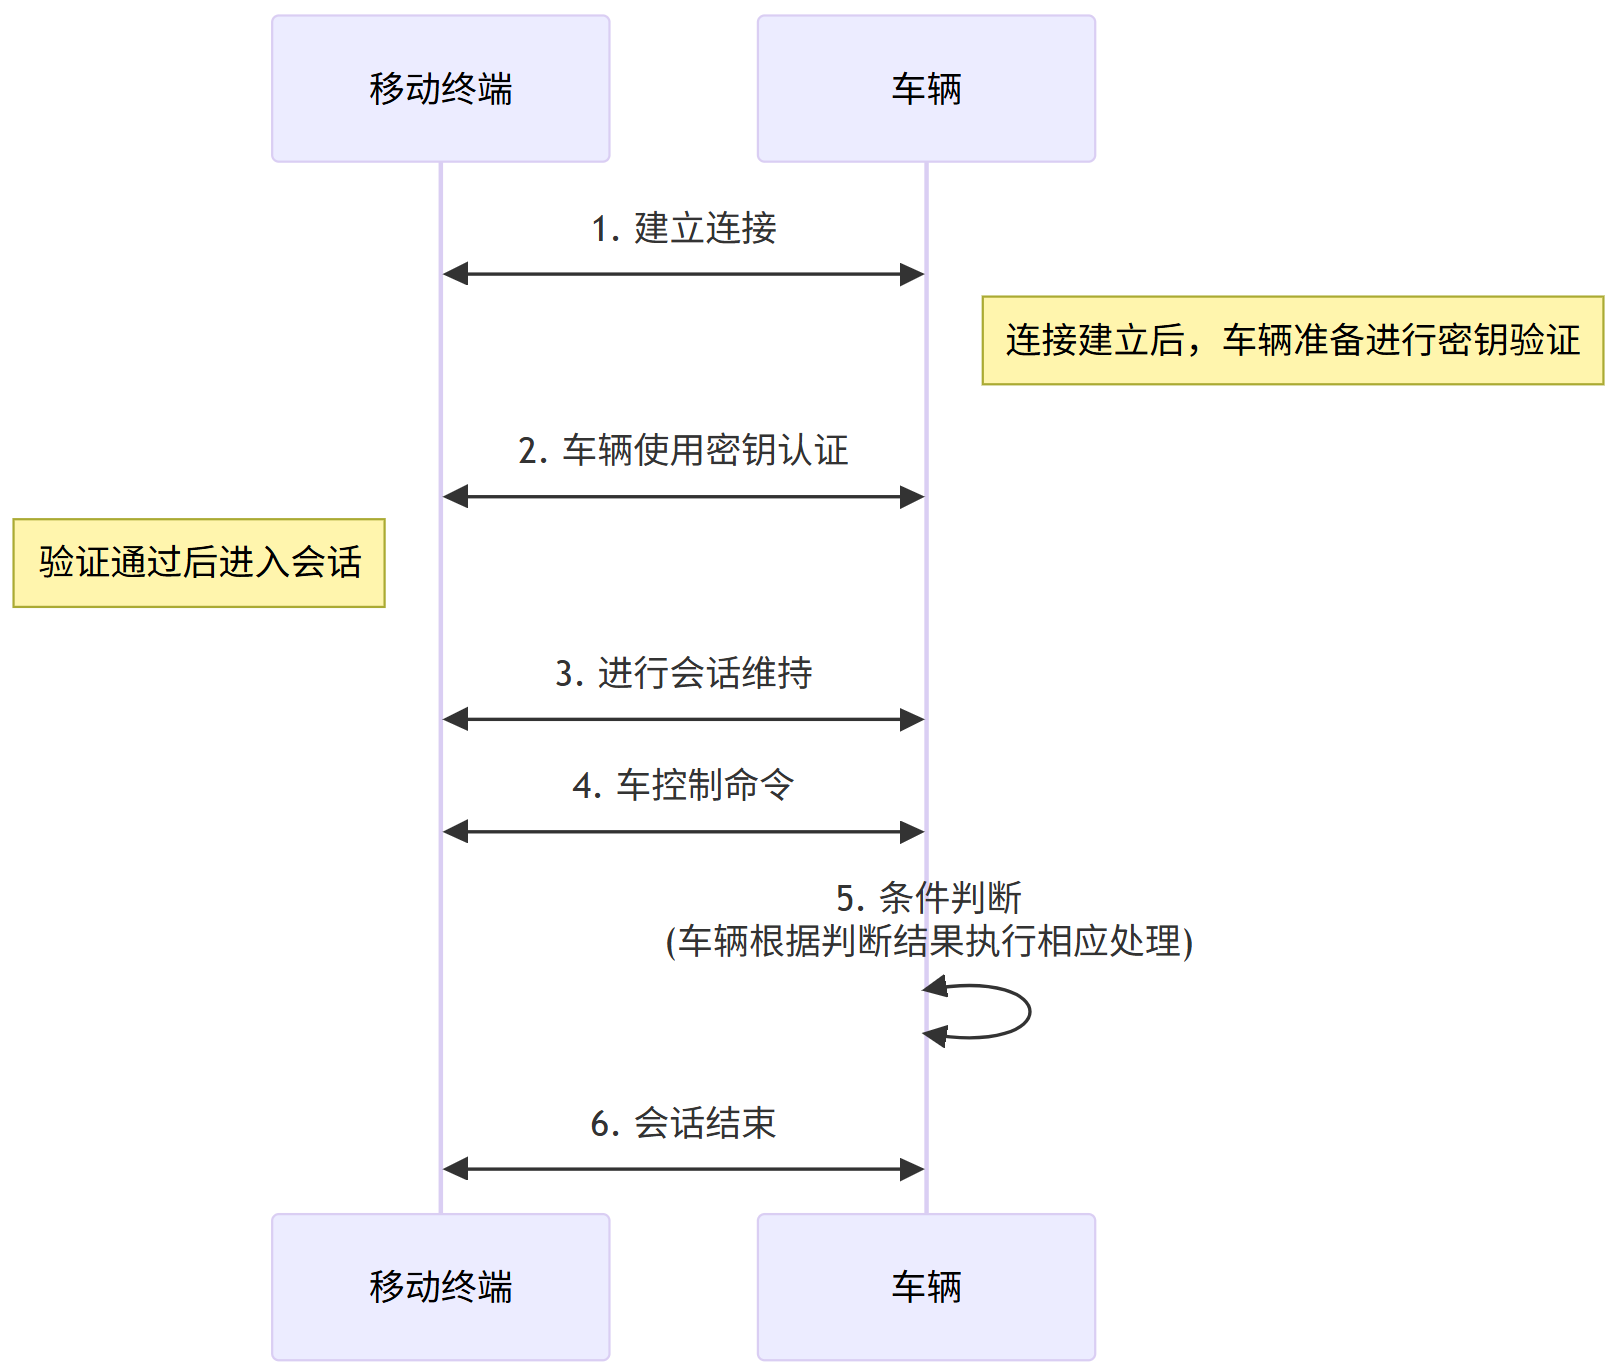 移动终端
车辆
1. 建立连接
连接建立后，车辆准备进行密钥验证
2. 车辆使用密钥认证
验证通过后进入会话
3. 进行会话维持
4. 车控制命令
5. 条件判断
(车辆根据判断结果执行相应处理)
6. 会话结束
移动终端
车辆